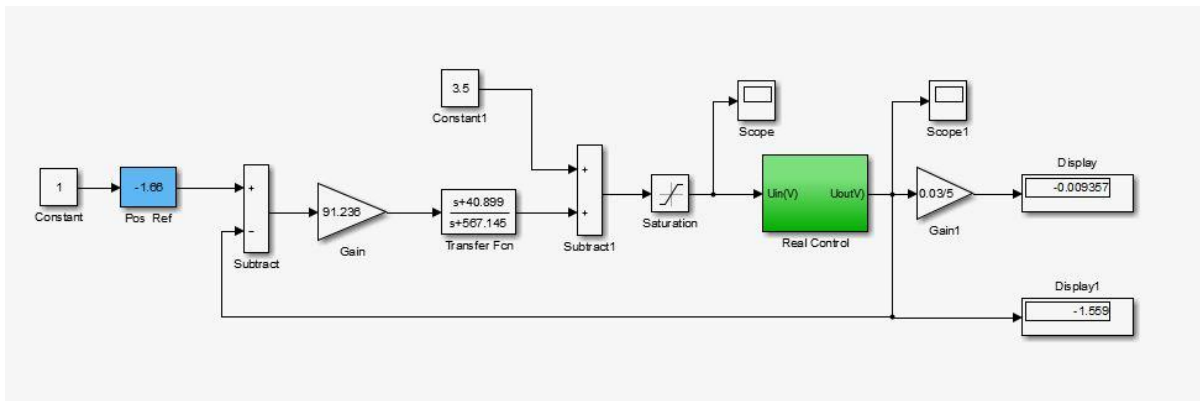 3.5
Constant1
Scope
Scope1
1
Constant
-1.66
Pos Ref
+
−
Subtract
91.236
Gain
s+40.899
s+567.145
Transfer Fcn
+
+
Subtract1
Saturation
Uin(V)
UoutV)
Real Control
0.03/5
Gain1
Display
-0.009357
Display1
-1.559